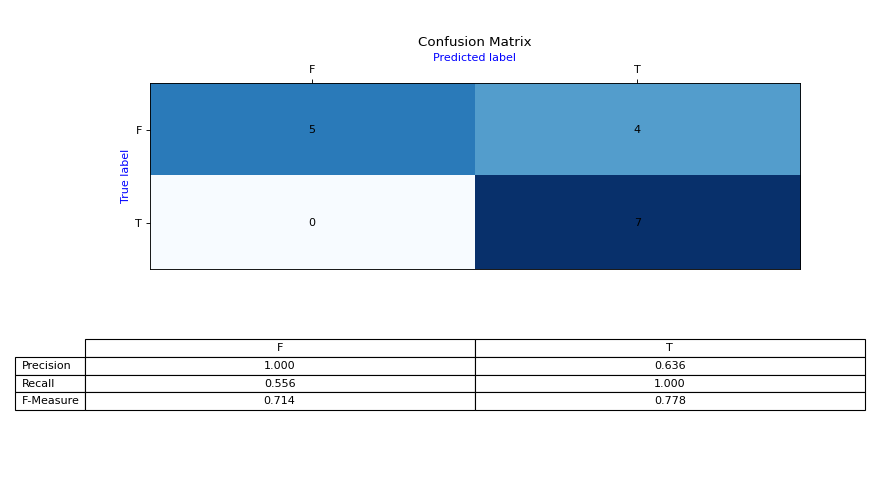 Confusion Matrix
Predicted label
F T
F 5 4
True label
T 0 7
F T
Precision 1.000 0.636
Recall 0.556 1.000
F-Measure 0.714 0.778